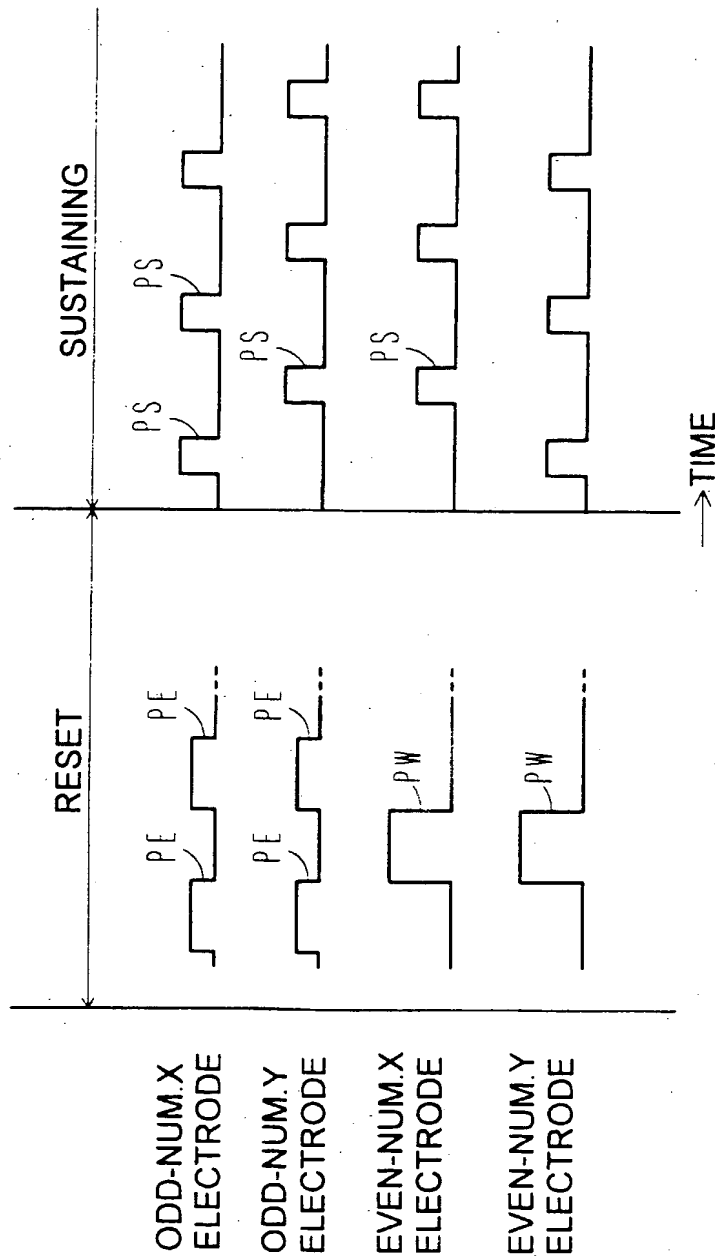 RESET
SUSTAINING
ODD-NUM.X
ELECTRODE
PE
PE
PS
PS
ODD-NUM.Y
ELECTRODE
PE
PE
PS
EVEN-NUM.X
ELECTRODE
PW
PS
EVEN-NUM.Y
ELECTRODE
PW
TIME